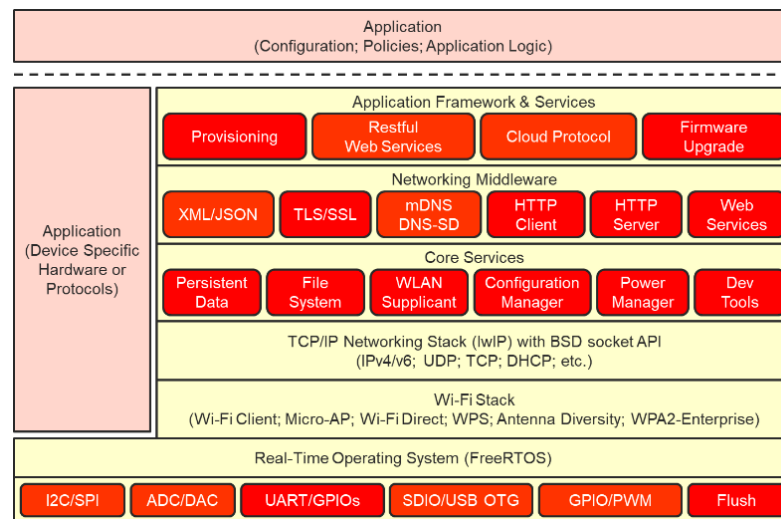 Application
(Configuration; Policies; Application Logic)
Application
(Device Specific
Hardware or
Protocols)
Application Framework & Services
Provisioning
Restful
Web Services
Cloud Protocol
Firmware
Upgrade
Networking Middleware
XML/JSON
TLS/SSL
mDNS
DNS-SD
HTTP
Client
HTTP
Server
Web
Services
Core Services
Persistent
Data
File
System
WLAN
Supplicant
Configuration
Manager
Power
Manager
Dev
Tools
TCP/IP Networking Stack (lwIP) with BSD socket API
(IPv4/v6; UDP; TCP; DHCP; etc.)
Wi-Fi Stack
(Wi-Fi Client; Micro-AP; Wi-Fi Direct; WPS; Antenna Diversity; WPA2-Enterprise)
Real-Time Operating System (FreeRTOS)
I2C/SPI
ADC/DAC
UART/GPIOs
SDIO/USB OTG
GPIO/PWM
Flush